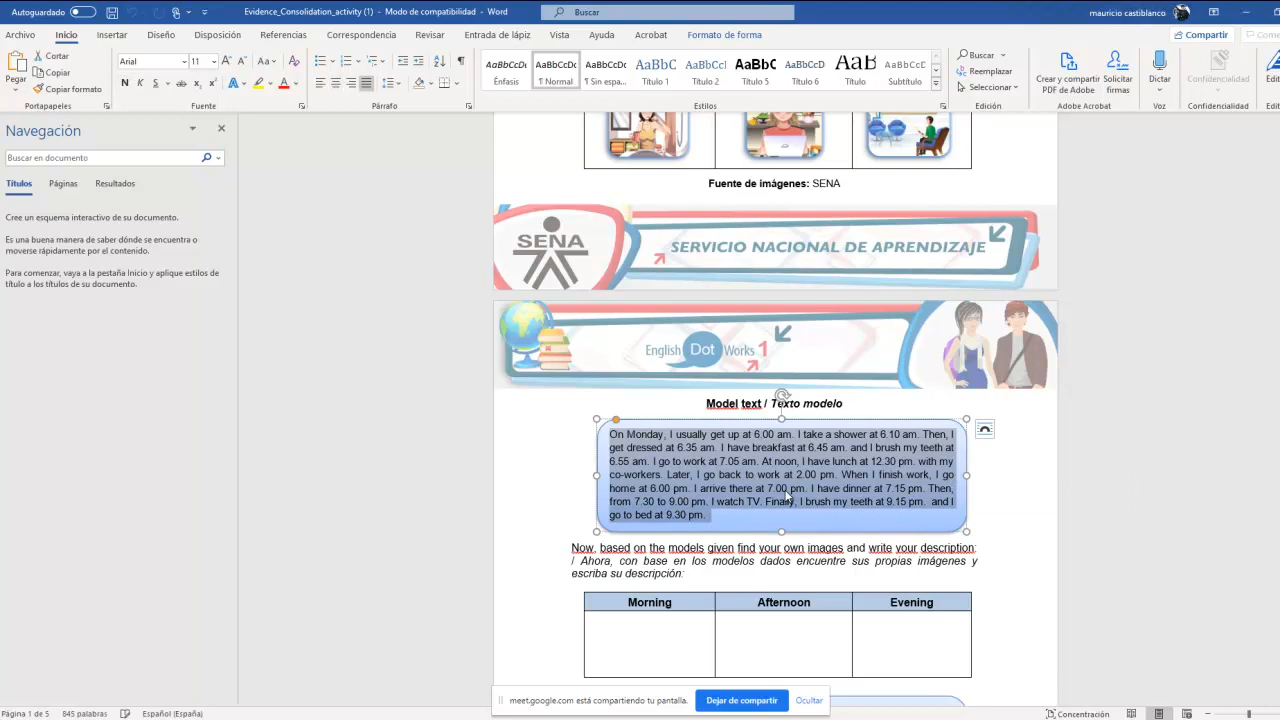 Autoguardado
Evidence_Consolidation_activity (1) - Modo de compatibilidad - Word
Buscar
mauricio castiblanco
Archivo Inicio Insertar Diseño Disposición Referencias Correspondencia Revisar Entrada de lápiz Vista Ayuda Acrobat Formato de forma
Compartir
Pegar
Cortar
Copiar
Copiar formato
Portapapeles
Arial 11
N K S
Fuente
Párrafo
AaBbCcDc AaBbCcDc AaBbCcDc AaBbC AaBbCcI AaBbC AaBbCcD AaB AaBbCcD
Énfasis ¶ Normal ¶ Sin espa... Título 1 Título 2 Título 5 Título 6 Título Subtítulo
Estilos
Buscar
Reemplazar
Seleccionar
Edición
Crear y compartir PDF de Adobe
Solicitar firmas
Adobe Acrobat
Dictar
Voz
Confidencialidad
Confidencialidad
Navegación
Buscar en documento
Títulos Páginas Resultados
Cree un esquema interactivo de su documento.
Es una buena manera de saber dónde se encuentra o
moverse rápidamente por el contenido.
Para comenzar, vaya a la pestaña Inicio y aplique estilos de
título a los títulos de su documento.
Fuente de imágenes: SENA
SENA
SERVICIO NACIONAL DE APRENDIZAJE
English Dot Works 1
Model text / Texto modelo
On Monday, I usually get up at 6.00 am. I take a shower at 6.10 am. Then, I
get dressed at 6.35 am. I have breakfast at 6.45 am. and I brush my teeth at
6.55 am. I go to work at 7.05 am. At noon, I have lunch at 12.30 pm. with my
co-workers. Later, I go back to work at 2.00 pm. When I finish work, I go
home at 6.00 pm. I arrive there at 7.00 pm. I have dinner at 7.15 pm. Then,
from 7.30 to 9.00 pm. I watch TV. Finally, I brush my teeth at 9.15 pm. and I
go to bed at 9.30 pm.
Now, based on the models given find your own images and write your description:
/ Ahora, con base en los modelos dados encuentre sus propias imágenes y
escriba su descripción:
Morning Afternoon Evening
meet.google.com está compartiendo tu pantalla.
Dejar de compartir
Ocultar
Página 1 de 5 845 palabras Español (España)
Concentración